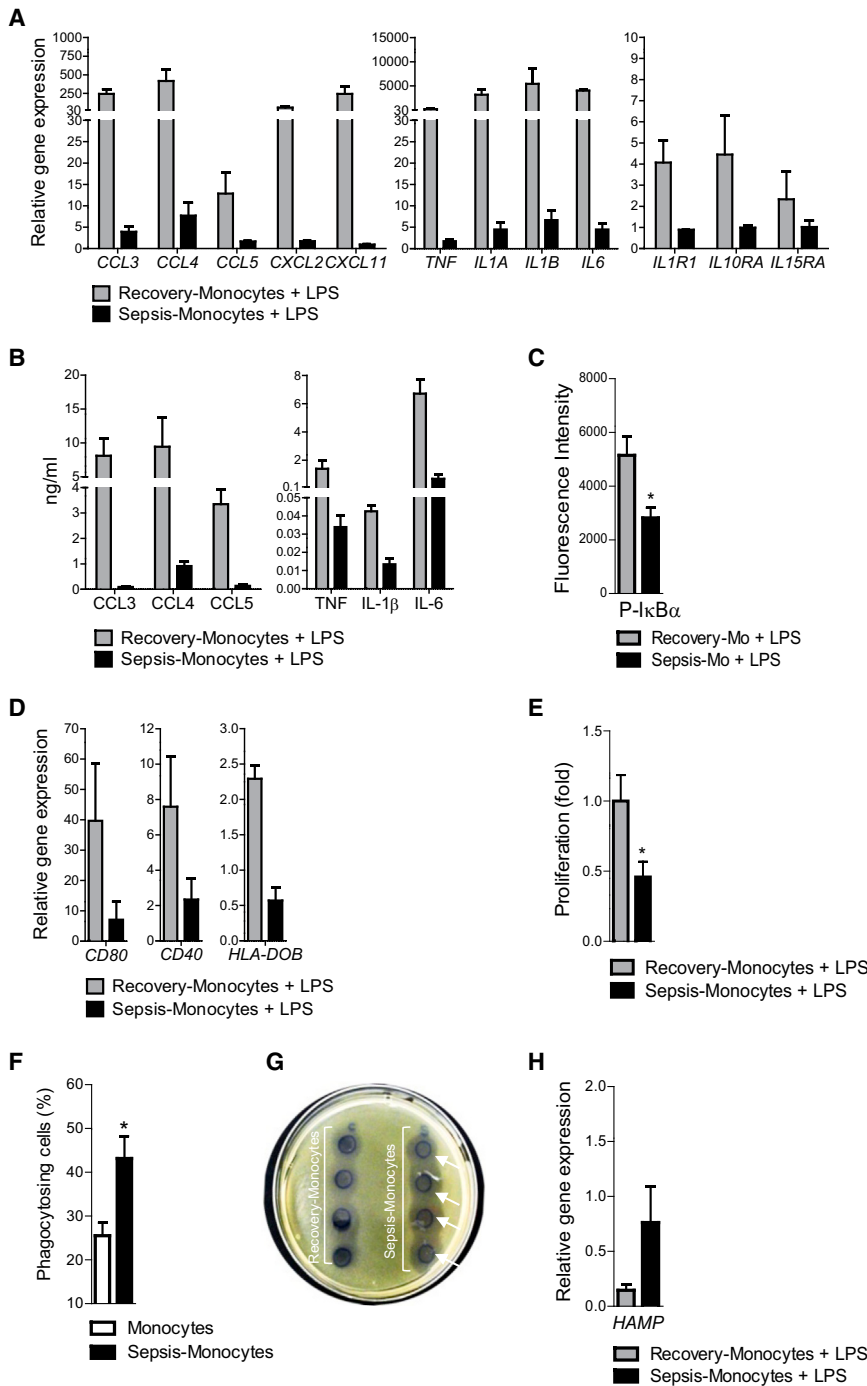 A
Relative gene expression
1000
750
500
250
30
30
25
20
15
10
5
0
CCL3 CCL4 CCL5 CXCL2 CXCL11
15000
5000
30
30
25
20
15
10
5
0
TNF IL1A IL1B IL6
10
9
8
7
6
5
4
3
2
1
0
IL1R1 IL10RA IL15RA
Recovery-Monocytes + LPS
Sepsis-Monocytes + LPS
B
ng/ml
20
15
10
5
4
3
2
1
0
CCL3 CCL4 CCL5
8
6
4
2
0.1
0.05
0.04
0.03
0.02
0.01
0.00
TNF IL-1β IL-6
Recovery-Monocytes + LPS
Sepsis-Monocytes + LPS
C
Fluorescence Intensity
8000
6000
4000
2000
0
*
P-IκBα
Recovery-Mo + LPS
Sepsis-Mo + LPS
D
Relative gene expression
70
60
50
40
30
20
10
0
CD80
12
10
8
6
4
2
0
CD40
3.0
2.5
2.0
1.5
1.0
0.5
0.0
HLA-DOB
Recovery-Monocytes + LPS
Sepsis-Monocytes + LPS
E
Proliferation (fold)
1.5
1.0
0.5
0.0
*
Recovery-Monocytes + LPS
Sepsis-Monocytes + LPS
F
Phagocytosing cells (%)
60
50
40
30
20
10
*
Monocytes
Sepsis-Monocytes
G
Recovery-Monocytes
Sepsis-Monocytes
H
Relative gene expression
2.0
1.5
1.0
0.5
0.0
HAMP
Recovery-Monocytes + LPS
Sepsis-Monocytes + LPS